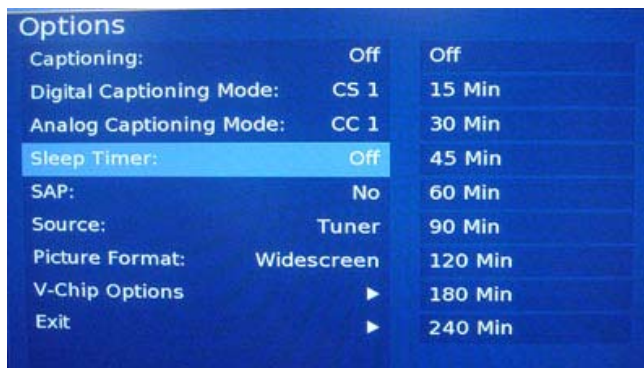 Options
Captioning: Off
Digital Captioning Mode: CS 1
Analog Captioning Mode: CC 1
Sleep Timer: Off
SAP: No
Source: Tuner
Picture Format: Widescreen
V-Chip Options ▶
Exit ▶
Off
15 Min
30 Min
45 Min
60 Min
90 Min
120 Min
180 Min
240 Min